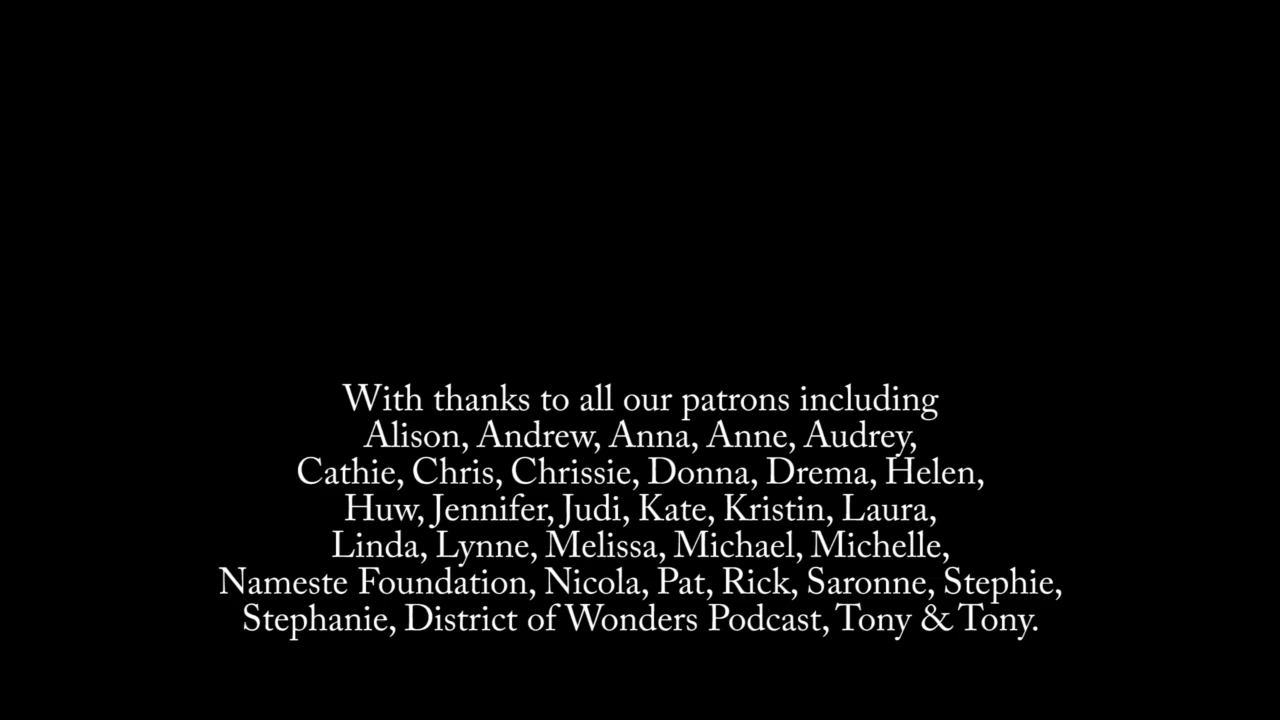 With thanks to all our patrons including
Alison, Andrew, Anna, Anne, Audrey,
Cathie, Chris, Chrissie, Donna, Drema, Helen,
Huw, Jennifer, Judi, Kate, Kristin, Laura,
Linda, Lynne, Melissa, Michael, Michelle,
Nameste Foundation, Nicola, Pat, Rick, Saronne, Stephie,
Stephanie, District of Wonders Podcast, Tony & Tony.